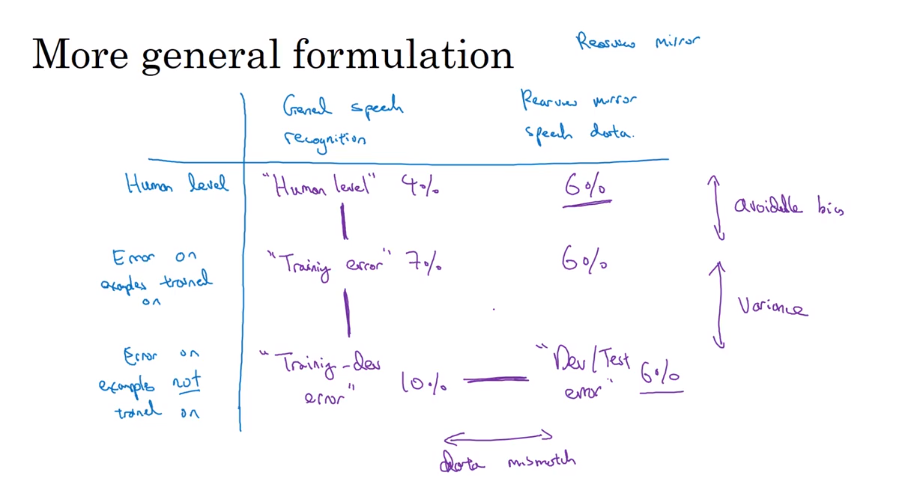 Rearview mirror
More general formulation
General speech recognition
Rearview mirror speech data.
Human level
"Human level" 4%
6%
avoidable bias
Error on examples trained on
"Training error" 7%
6%
Variance
Error on examples not trained on
"Training-dev error" 10%
"Dev/Test error" 6%
data mismatch